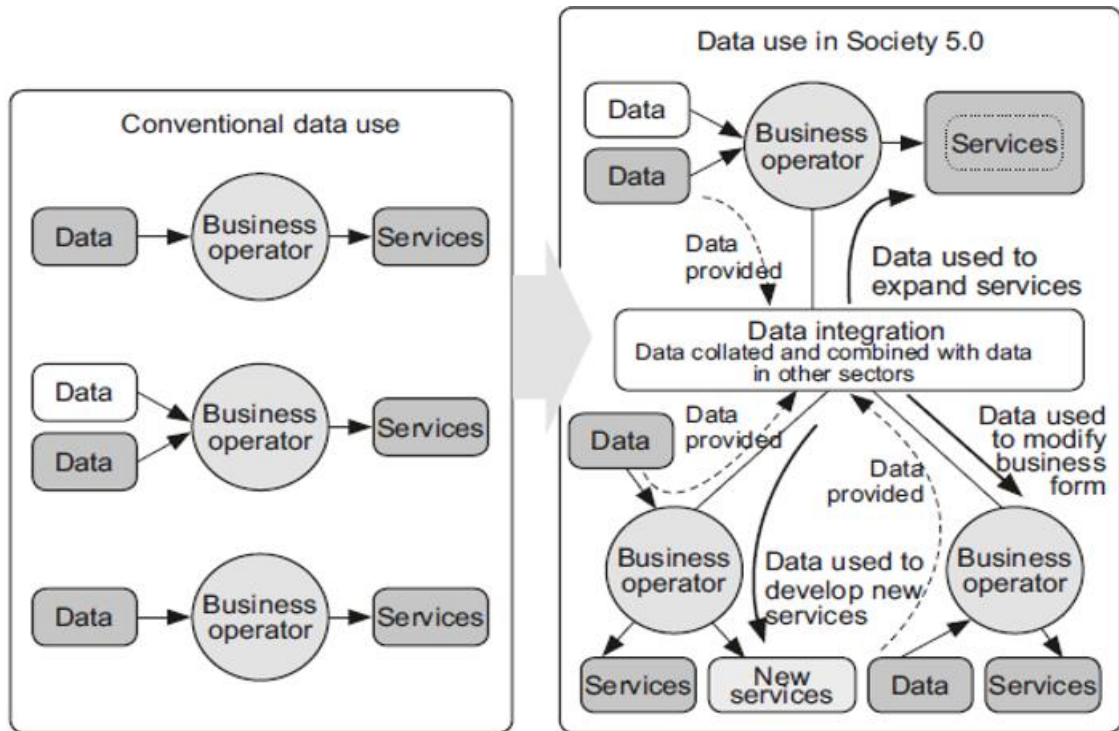 Conventional data use
Data
Business
operator
Services
Data
Data
Business
operator
Services
Data
Business
operator
Services
Data use in Society 5.0
Data
Data
Business
operator
Services
Data
provided
Data used to
expand services
Data integration
Data collated and combined with data
in other sectors
Data
Data
provided
Data
provided
Data used
to modify
business
form
Business
operator
Data used to
develop new
services
Business
operator
Services
New
services
Data
Services